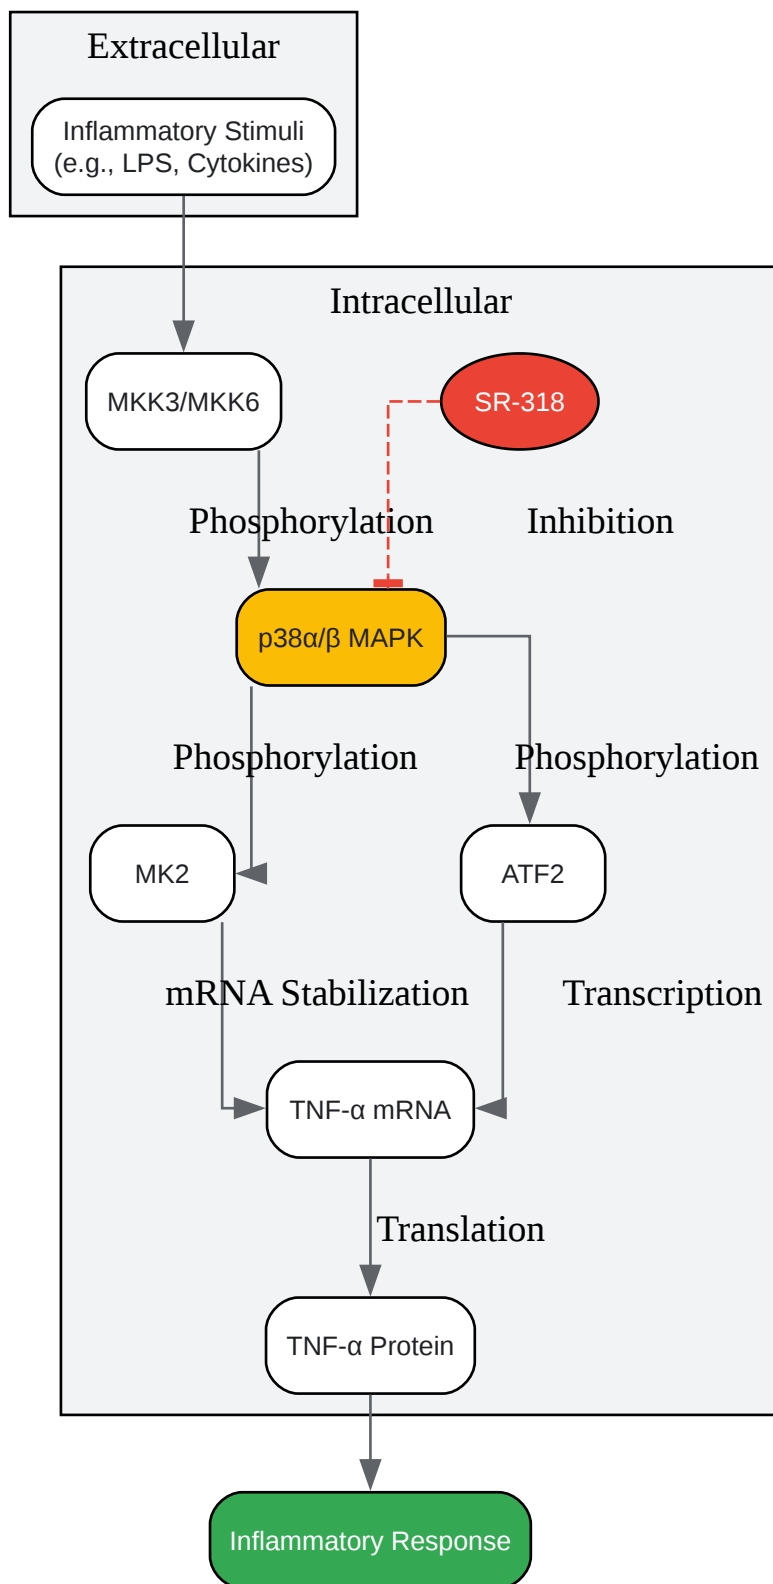 Extracellular
Inflammatory Stimuli
(e.g., LPS, Cytokines)
Intracellular
MKK3/MKK6
SR-318
Phosphorylation
Inhibition
p38α/β MAPK
Phosphorylation
Phosphorylation
MK2
ATF2
mRNA Stabilization
Transcription
TNF-α mRNA
Translation
TNF-α Protein
Inflammatory Response